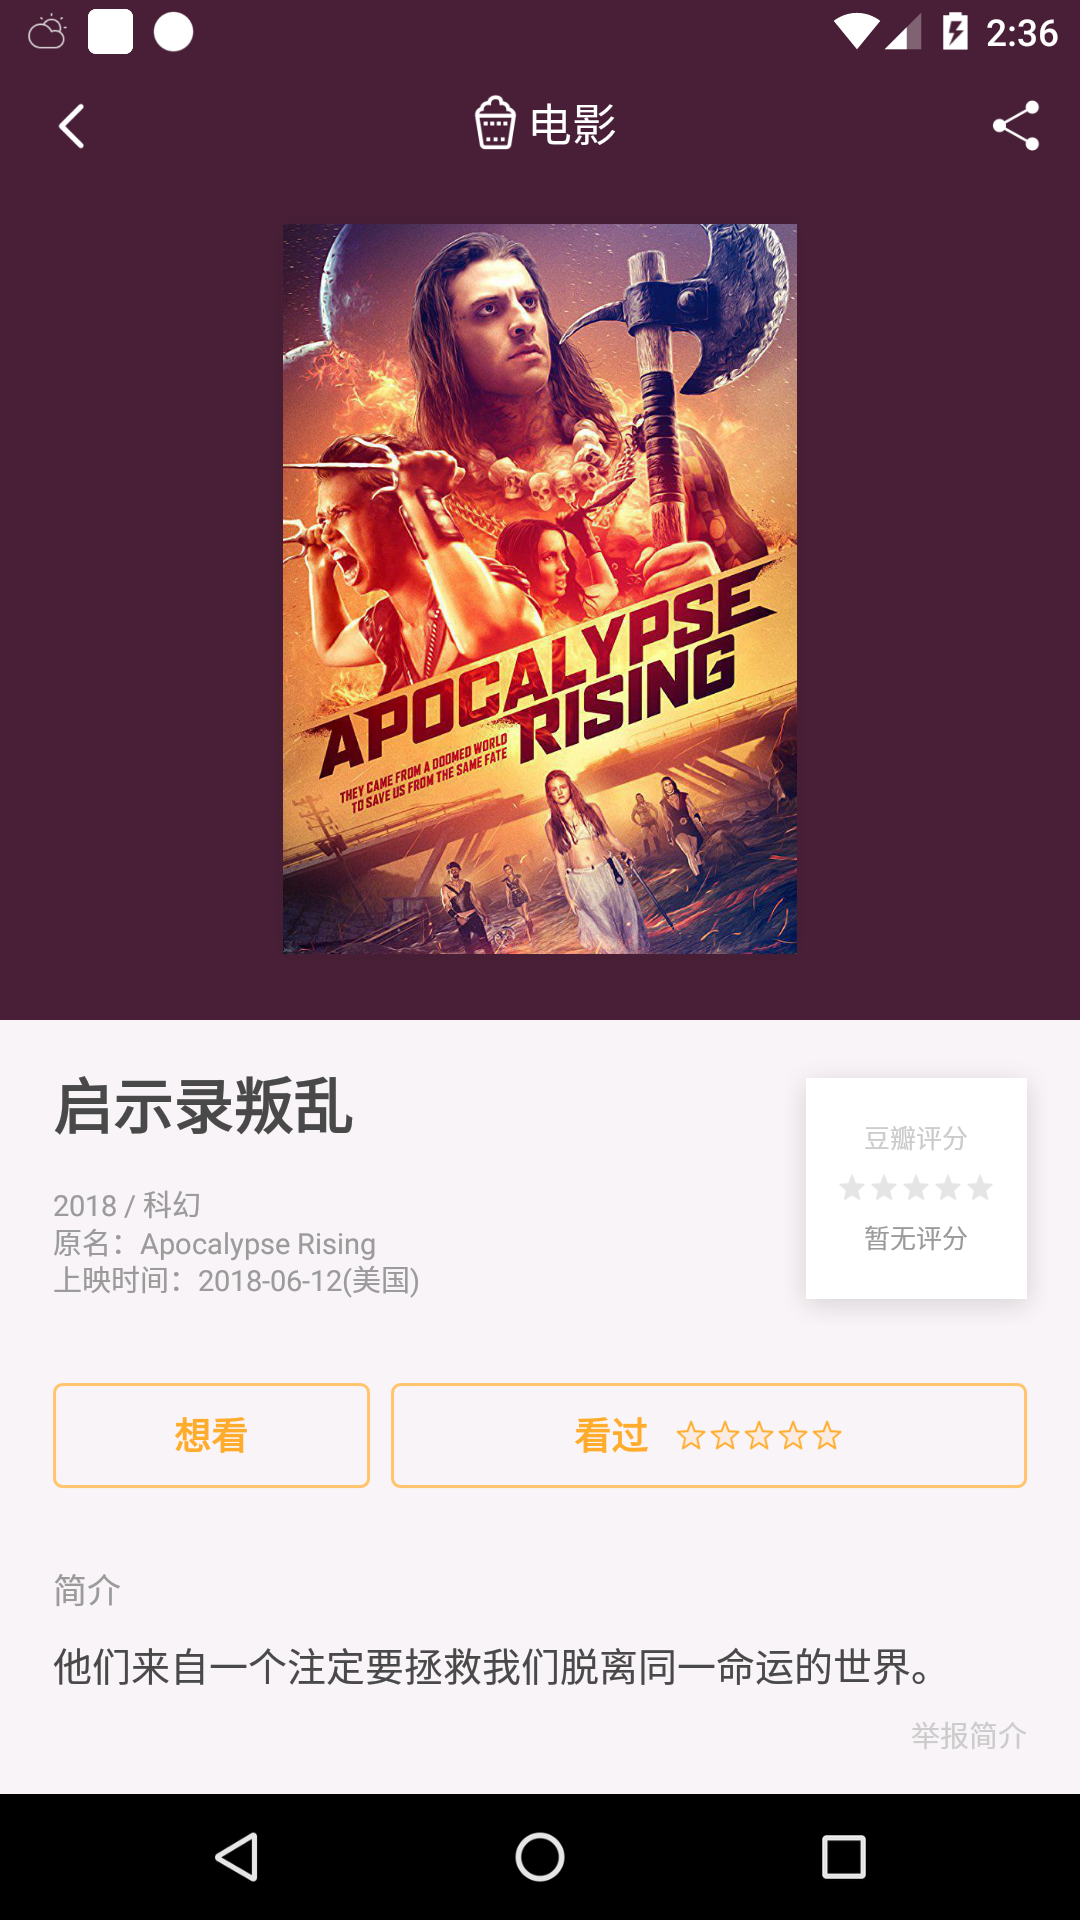 2:36
电影
APOCALYPSE
RISING
THEY CAME FROM A DOOMED WORLD
TO SAVE US FROM THE SAME FATE
启示录叛乱
豆瓣评分
暂无评分
2018 / 科幻
原名：Apocalypse Rising
上映时间：2018-06-12(美国)
想看
看过
简介
他们来自一个注定要拯救我们脱离同一命运的世界。
举报简介